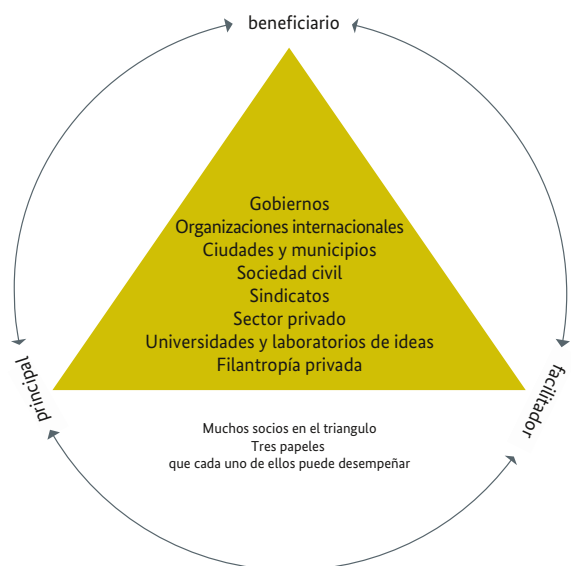 beneficiario
Gobiernos
Organizaciones internacionales
Ciudades y municipios
Sociedad civil
Sindicatos
Sector privado
Universidades y laboratorios de ideas
Filantropía privada
principal
facilitador
Muchos socios en el triangulo
Tres papeles
que cada uno de ellos puede desempeñar